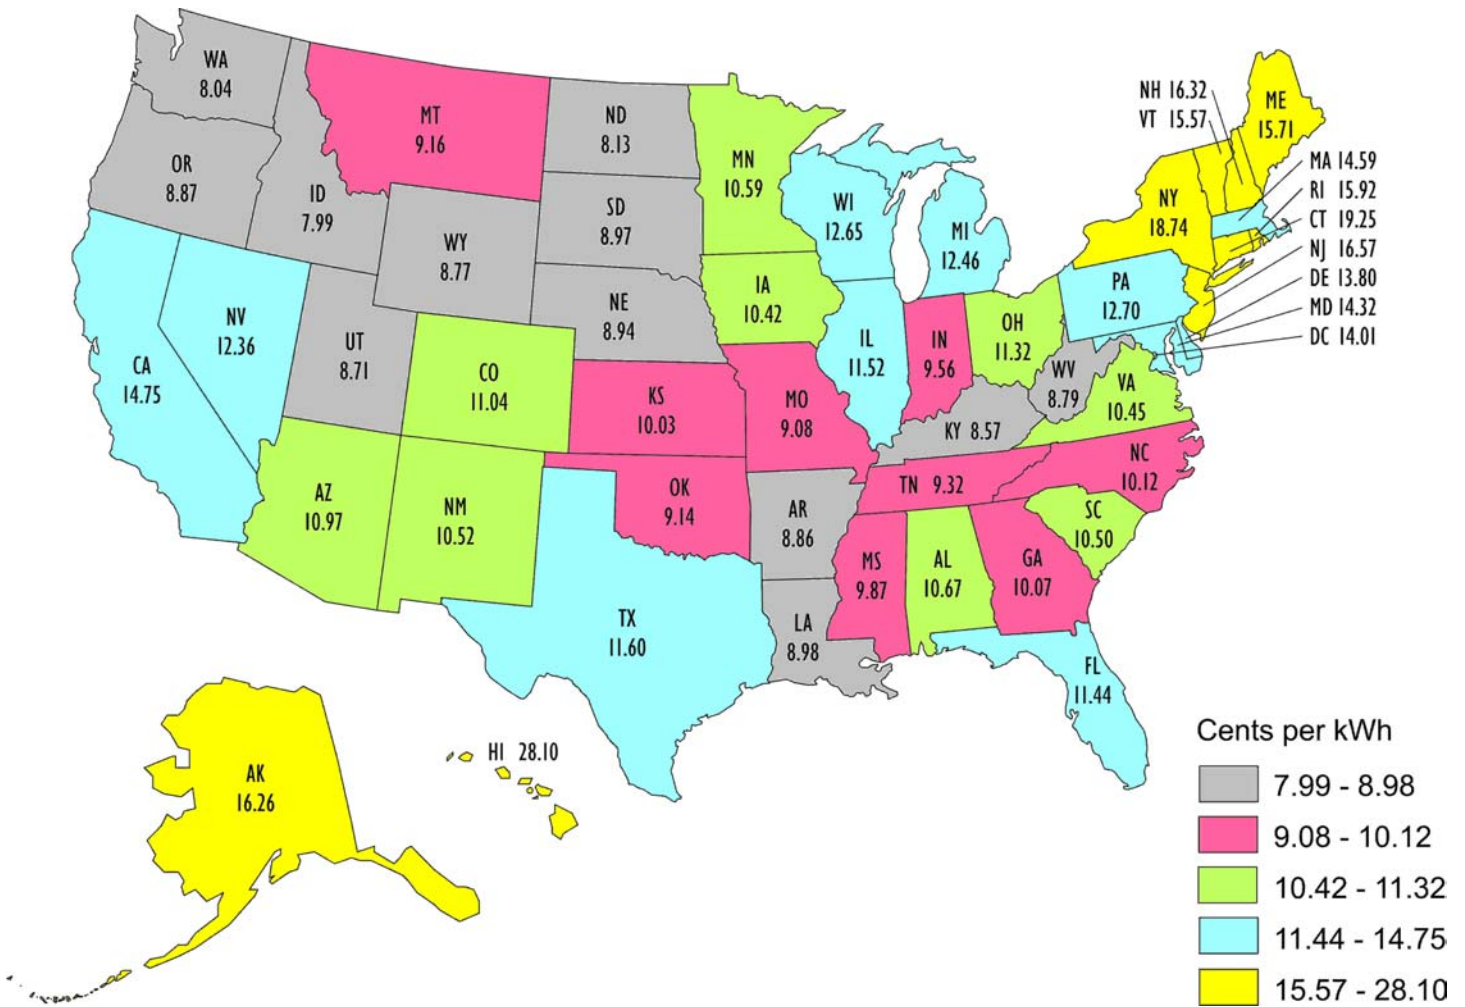 WA
8.04
MT
9.16
ND
8.13
OR
8.87
ID
7.99
SD
8.97
WY
8.77
MN
10.59
WI
12.65
MI
12.46
NH 16.32
VT 15.57
ME
15.71
MA 14.59
RI 15.92
CT 19.25
NJ 16.57
DE 13.80
MD 14.32
DC 14.01
NY
18.74
PA
12.70
NE
8.94
IA
10.42
NV
12.36
UT
8.71
CA
14.75
CO
11.04
KS
10.03
MO
9.08
IL
11.52
IN
9.56
OH
11.32
WV
8.79
VA
10.45
KY 8.57
NC
10.12
TN 9.32
AZ
10.97
NM
10.52
OK
9.14
AR
8.86
SC
10.50
MS
9.87
AL
10.67
GA
10.07
TX
11.60
LA
8.98
FL
11.44
AK
16.26
HI 28.10
Cents per kWh
7.99 - 8.98
9.08 - 10.12
10.42 - 11.32
11.44 - 14.75
15.57 - 28.10